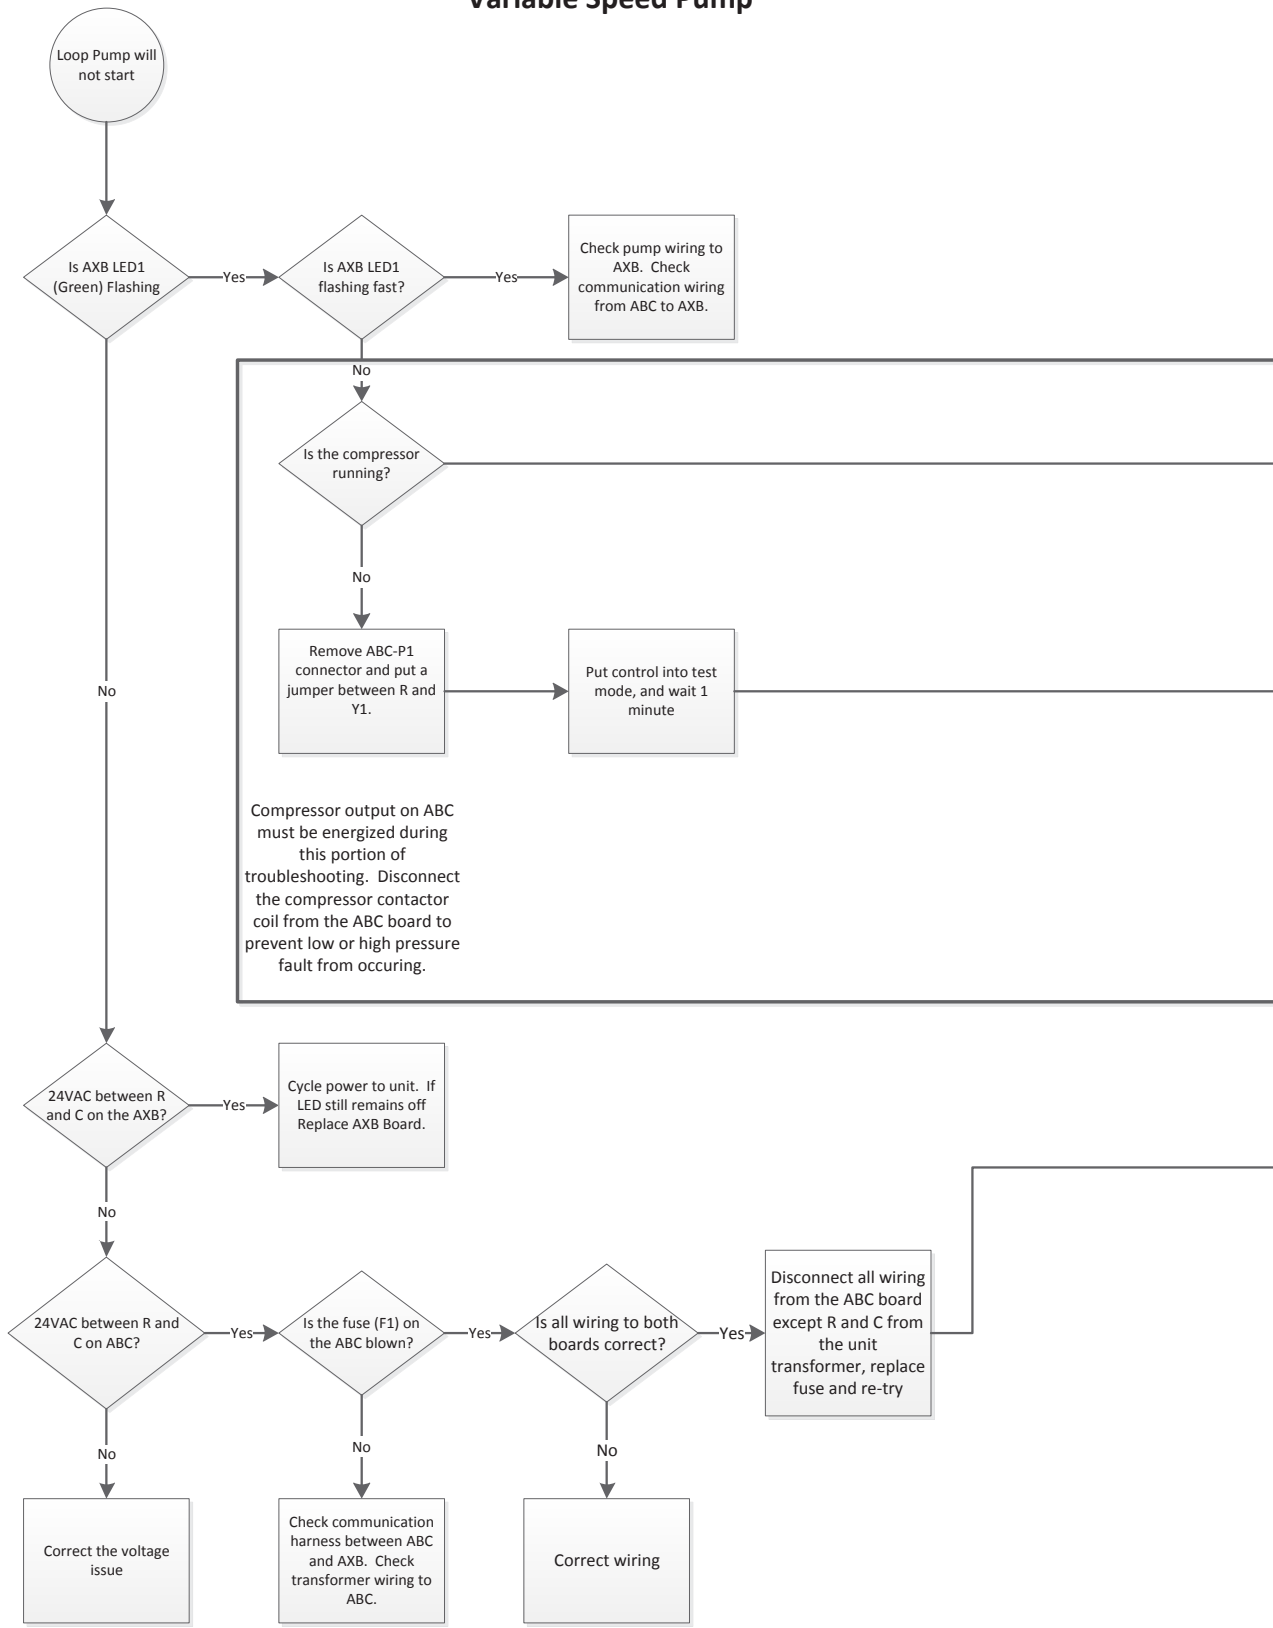 Variable Speed Pump
Loop Pump will
not start
Is AXB LED1
(Green) Flashing
Yes
Is AXB LED1
flashing fast?
Yes
Check pump wiring to
AXB. Check
communication wiring
from ABC to AXB.
No
Is the compressor
running?
No
Remove ABC-P1
connector and put a
jumper between R and
Y1.
Put control into test
mode, and wait 1
minute
No
Compressor output on ABC
must be energized during
this portion of
troubleshooting. Disconnect
the compressor contactor
coil from the ABC board to
prevent low or high pressure
fault from occuring.
24VAC between R
and C on the AXB?
Yes
Cycle power to unit. If
LED still remains off
Replace AXB Board.
No
24VAC between R and
C on ABC?
Yes
Is the fuse (F1) on
the ABC blown?
Yes
Is all wiring to both
boards correct?
Yes
Disconnect all wiring
from the ABC board
except R and C from
the unit
transformer, replace
fuse and re-try
No
No
No
Correct the voltage
issue
Check communication
harness between ABC
and AXB. Check
transformer wiring to
ABC.
Correct wiring